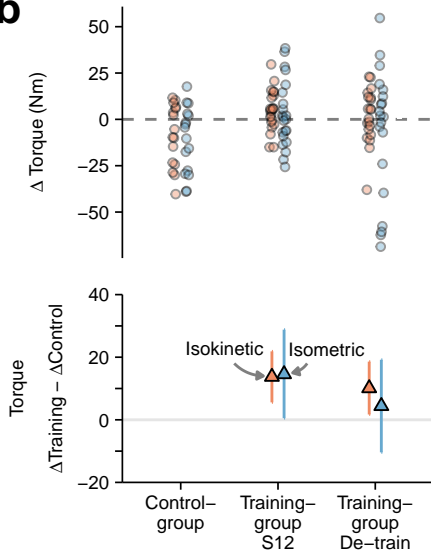 b
Δ Torque (Nm)
50
25
0
−25
−50
Torque
ΔTraining − ΔControl
40
20
0
−20
Isokinetic
Isometric
Control−
group
Training−
group
S12
Training−
group
De−train